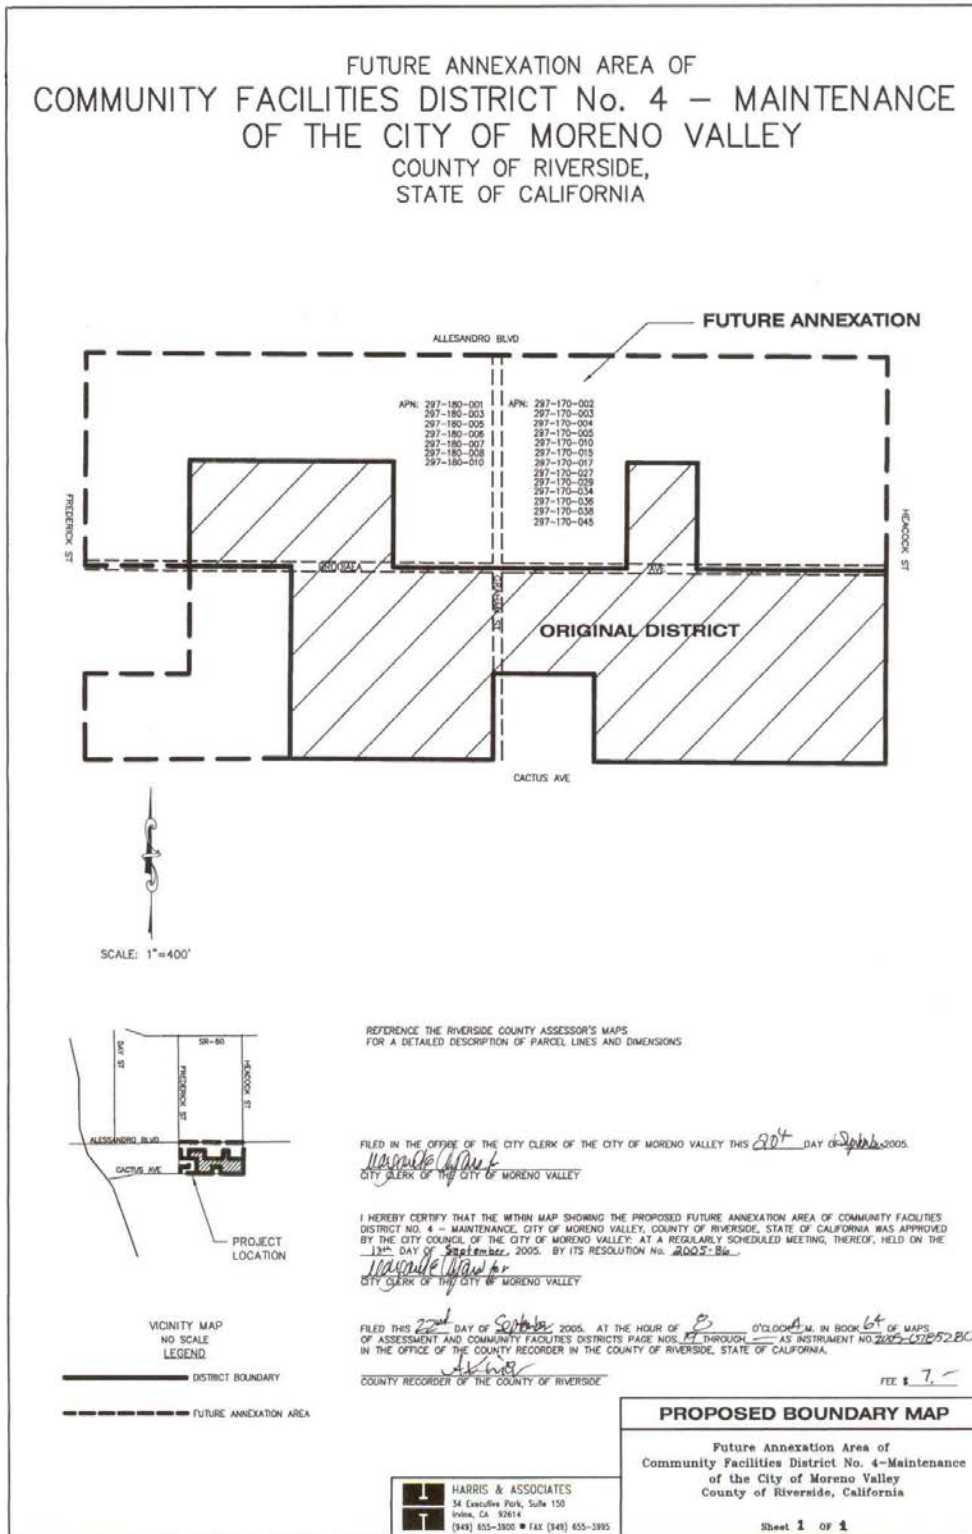 FUTURE ANNEXATION AREA OF
COMMUNITY FACILITIES DISTRICT No. 4 – MAINTENANCE
OF THE CITY OF MORENO VALLEY
COUNTY OF RIVERSIDE,
STATE OF CALIFORNIA
FUTURE ANNEXATION
ALLESANDRO BLVD
APN: 297-180-001
297-180-003
297-180-005
297-180-006
297-180-007
297-180-008
297-180-010
APN: 297-170-002
297-170-003
297-170-004
297-170-005
297-170-010
297-170-015
297-170-017
297-170-027
297-170-029
297-170-034
297-170-036
297-170-038
297-170-045
FREDERICK ST
HEACOCK ST
AVE
GRAHAM ST
ORIGINAL DISTRICT
CACTUS AVE
SCALE: 1"=400'
SR-60
DAY ST
FREDERICK ST
HEACOCK ST
ALESSANDRO BLVD
CACTUS AVE
PROJECT
LOCATION
VICINITY MAP
NO SCALE
LEGEND
DISTRICT BOUNDARY
FUTURE ANNEXATION AREA
REFERENCE THE RIVERSIDE COUNTY ASSESSOR'S MAPS
FOR A DETAILED DESCRIPTION OF PARCEL LINES AND DIMENSIONS
FILED IN THE OFFICE OF THE CITY CLERK OF THE CITY OF MORENO VALLEY THIS 20th DAY OF September 2005.
CITY CLERK OF THE CITY OF MORENO VALLEY
I HEREBY CERTIFY THAT THE WITHIN MAP SHOWING THE PROPOSED FUTURE ANNEXATION AREA OF COMMUNITY FACILITIES
DISTRICT NO. 4 – MAINTENANCE, CITY OF MORENO VALLEY, COUNTY OF RIVERSIDE, STATE OF CALIFORNIA WAS APPROVED
BY THE CITY COUNCIL OF THE CITY OF MORENO VALLEY: AT A REGULARLY SCHEDULED MEETING, THEREOF, HELD ON THE
13th DAY OF September, 2005. BY ITS RESOLUTION No. 2005-86
CITY CLERK OF THE CITY OF MORENO VALLEY
FILED THIS 22nd DAY OF September, 2005. AT THE HOUR OF 8 O'CLOCK A.M. IN BOOK 64 OF MAPS
OF ASSESSMENT AND COMMUNITY FACILITIES DISTRICTS PAGE NOS. THROUGH — AS INSTRUMENT NO.
IN THE OFFICE OF THE COUNTY RECORDER IN THE COUNTY OF RIVERSIDE, STATE OF CALIFORNIA.
COUNTY RECORDER OF THE COUNTY OF RIVERSIDE
FEE $ 7.-
PROPOSED BOUNDARY MAP
Future Annexation Area of
Community Facilities District No. 4-Maintenance
of the City of Moreno Valley
County of Riverside, California
Sheet 1 OF 1
HARRIS & ASSOCIATES
34 Executive Park, Suite 150
Irvine, CA 92614
(949) 655-3900 • FAX (949) 655-3995